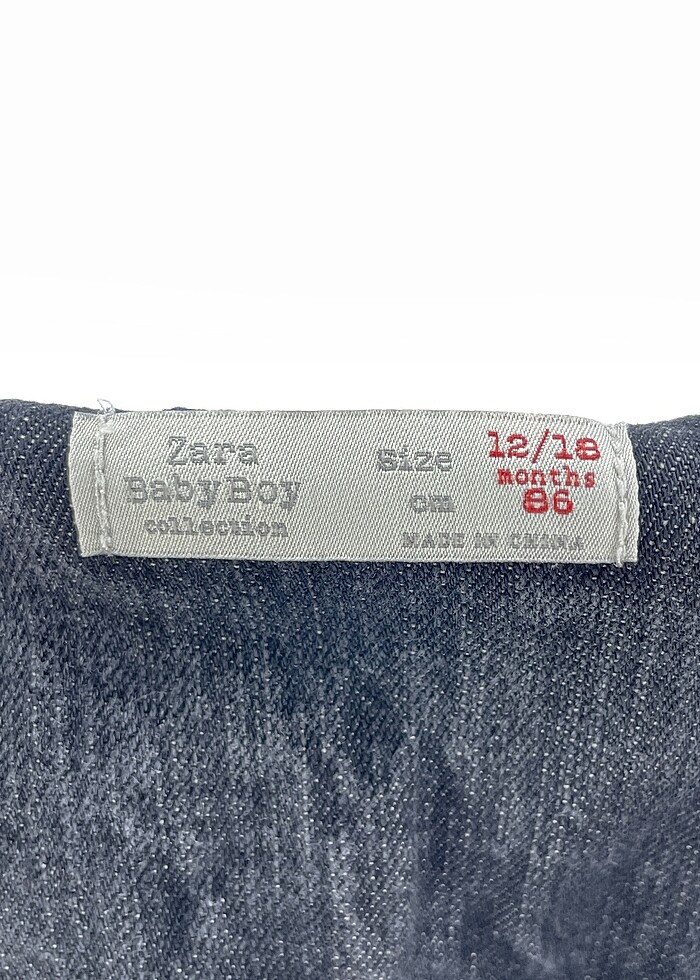 Zara
Baby Boy
collection
Size
cm
12/18
months
86
MADE IN CHINA